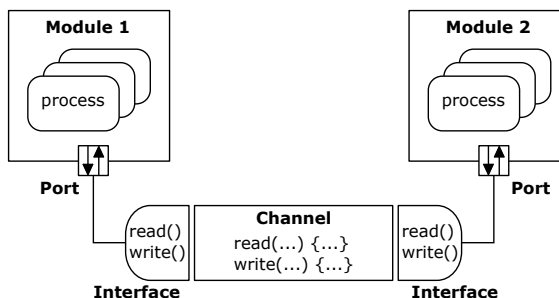 Module 1
process
Port
Module 2
process
Port
read()
write()
Interface
Channel
read(...) {...}
write(...) {...}
read()
write()
Interface